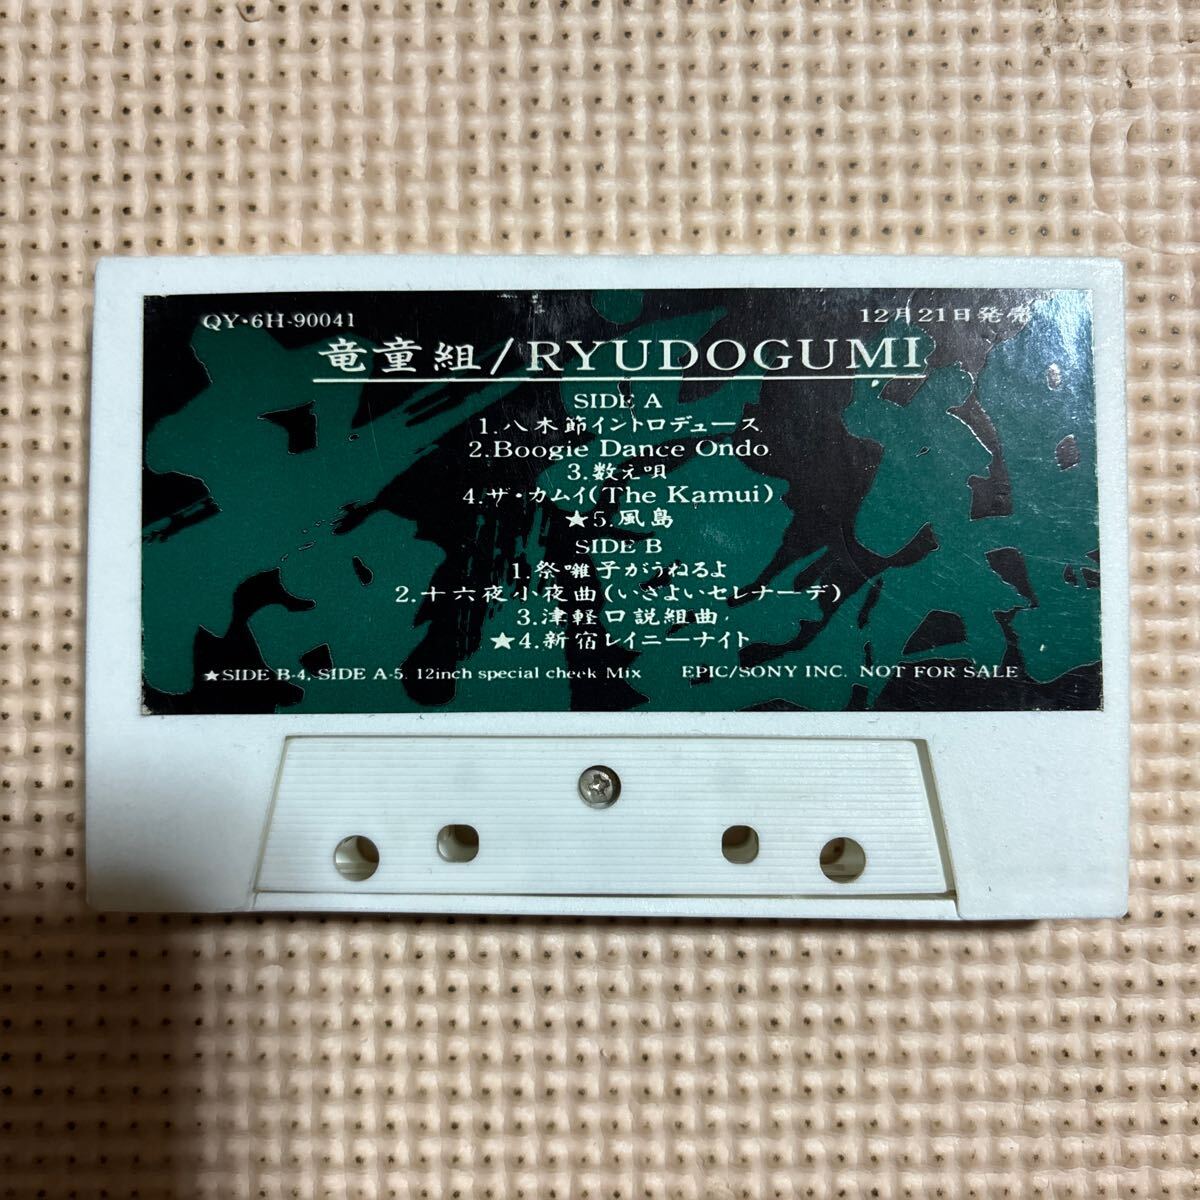 QY・6H-90041
12月21日発売
竜童組/RYUDOGUMI
SIDE A
1.八木節イントロデュース
2.Boogie Dance Ondo
3.数え唄
4.ザ・カムイ(The Kamui)
★5.風島
SIDE B
1.祭囃子がうねるよ
2.十六夜小夜曲(いざよいセレナーデ)
3.津軽口説組曲
★4.新宿レイニーナイト
★SIDE B-4, SIDE A-5. 12inch special check Mix
EPIC/SONY INC. NOT FOR SALE